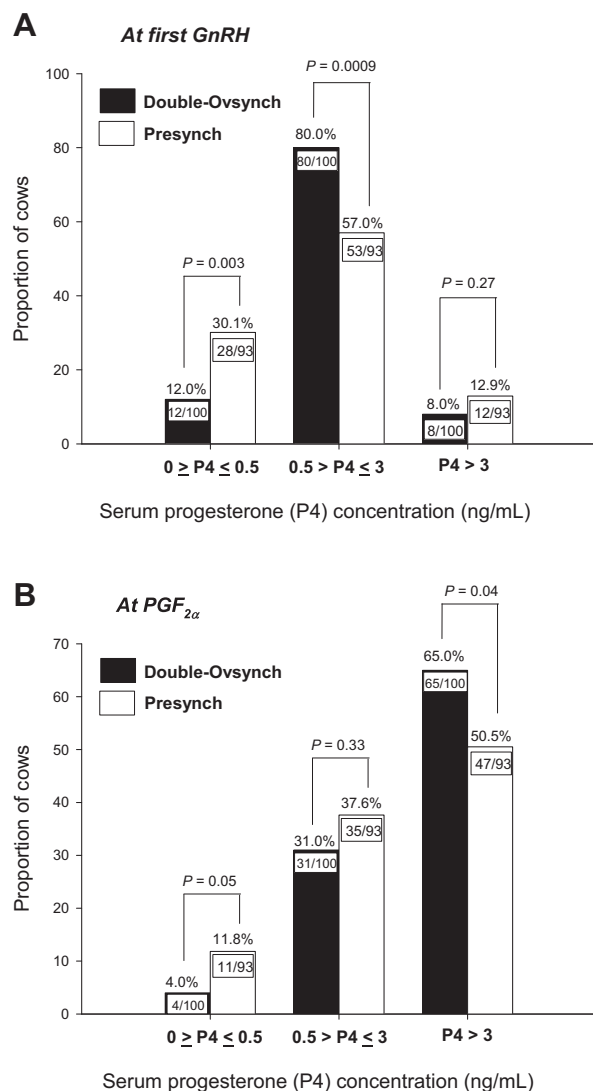 A
At first GnRH
P = 0.0009
100
Double-Ovsynch
Presynch
80.0%
80/100
80
Proportion of cows
60
57.0%
53/93
P = 0.003
P = 0.27
40
30.1%
28/93
20
12.0%
12/100
8.0%
8/100
12.9%
12/93
0
0 ≥ P4 ≤ 0.5 0.5 > P4 ≤ 3 P4 > 3
Serum progesterone (P4) concentration (ng/mL)
B
At PGF2α
P = 0.04
70
Double-Ovsynch
Presynch
65.0%
65/100
60
Proportion of cows
50
50.5%
47/93
P = 0.33
40
37.6%
35/93
31.0%
31/100
30
P = 0.05
20
11.8%
11/93
10
4.0%
4/100
0
0 ≥ P4 ≤ 0.5 0.5 > P4 ≤ 3 P4 > 3
Serum progesterone (P4) concentration (ng/mL)